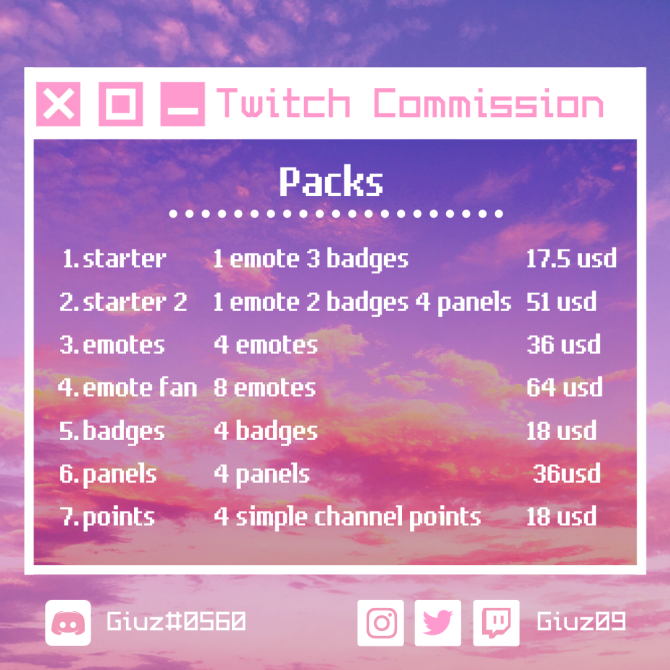 Twitch Commission
Packs
1. starter 1 emote 3 badges 17.5 usd
2. starter 2 1 emote 2 badges 4 panels 51 usd
3. emotes 4 emotes 36 usd
4. emote fan 8 emotes 64 usd
5. badges 4 badges 18 usd
6. panels 4 panels 36usd
7. points 4 simple channel points 18 usd
Giuz#0560 Giuz09